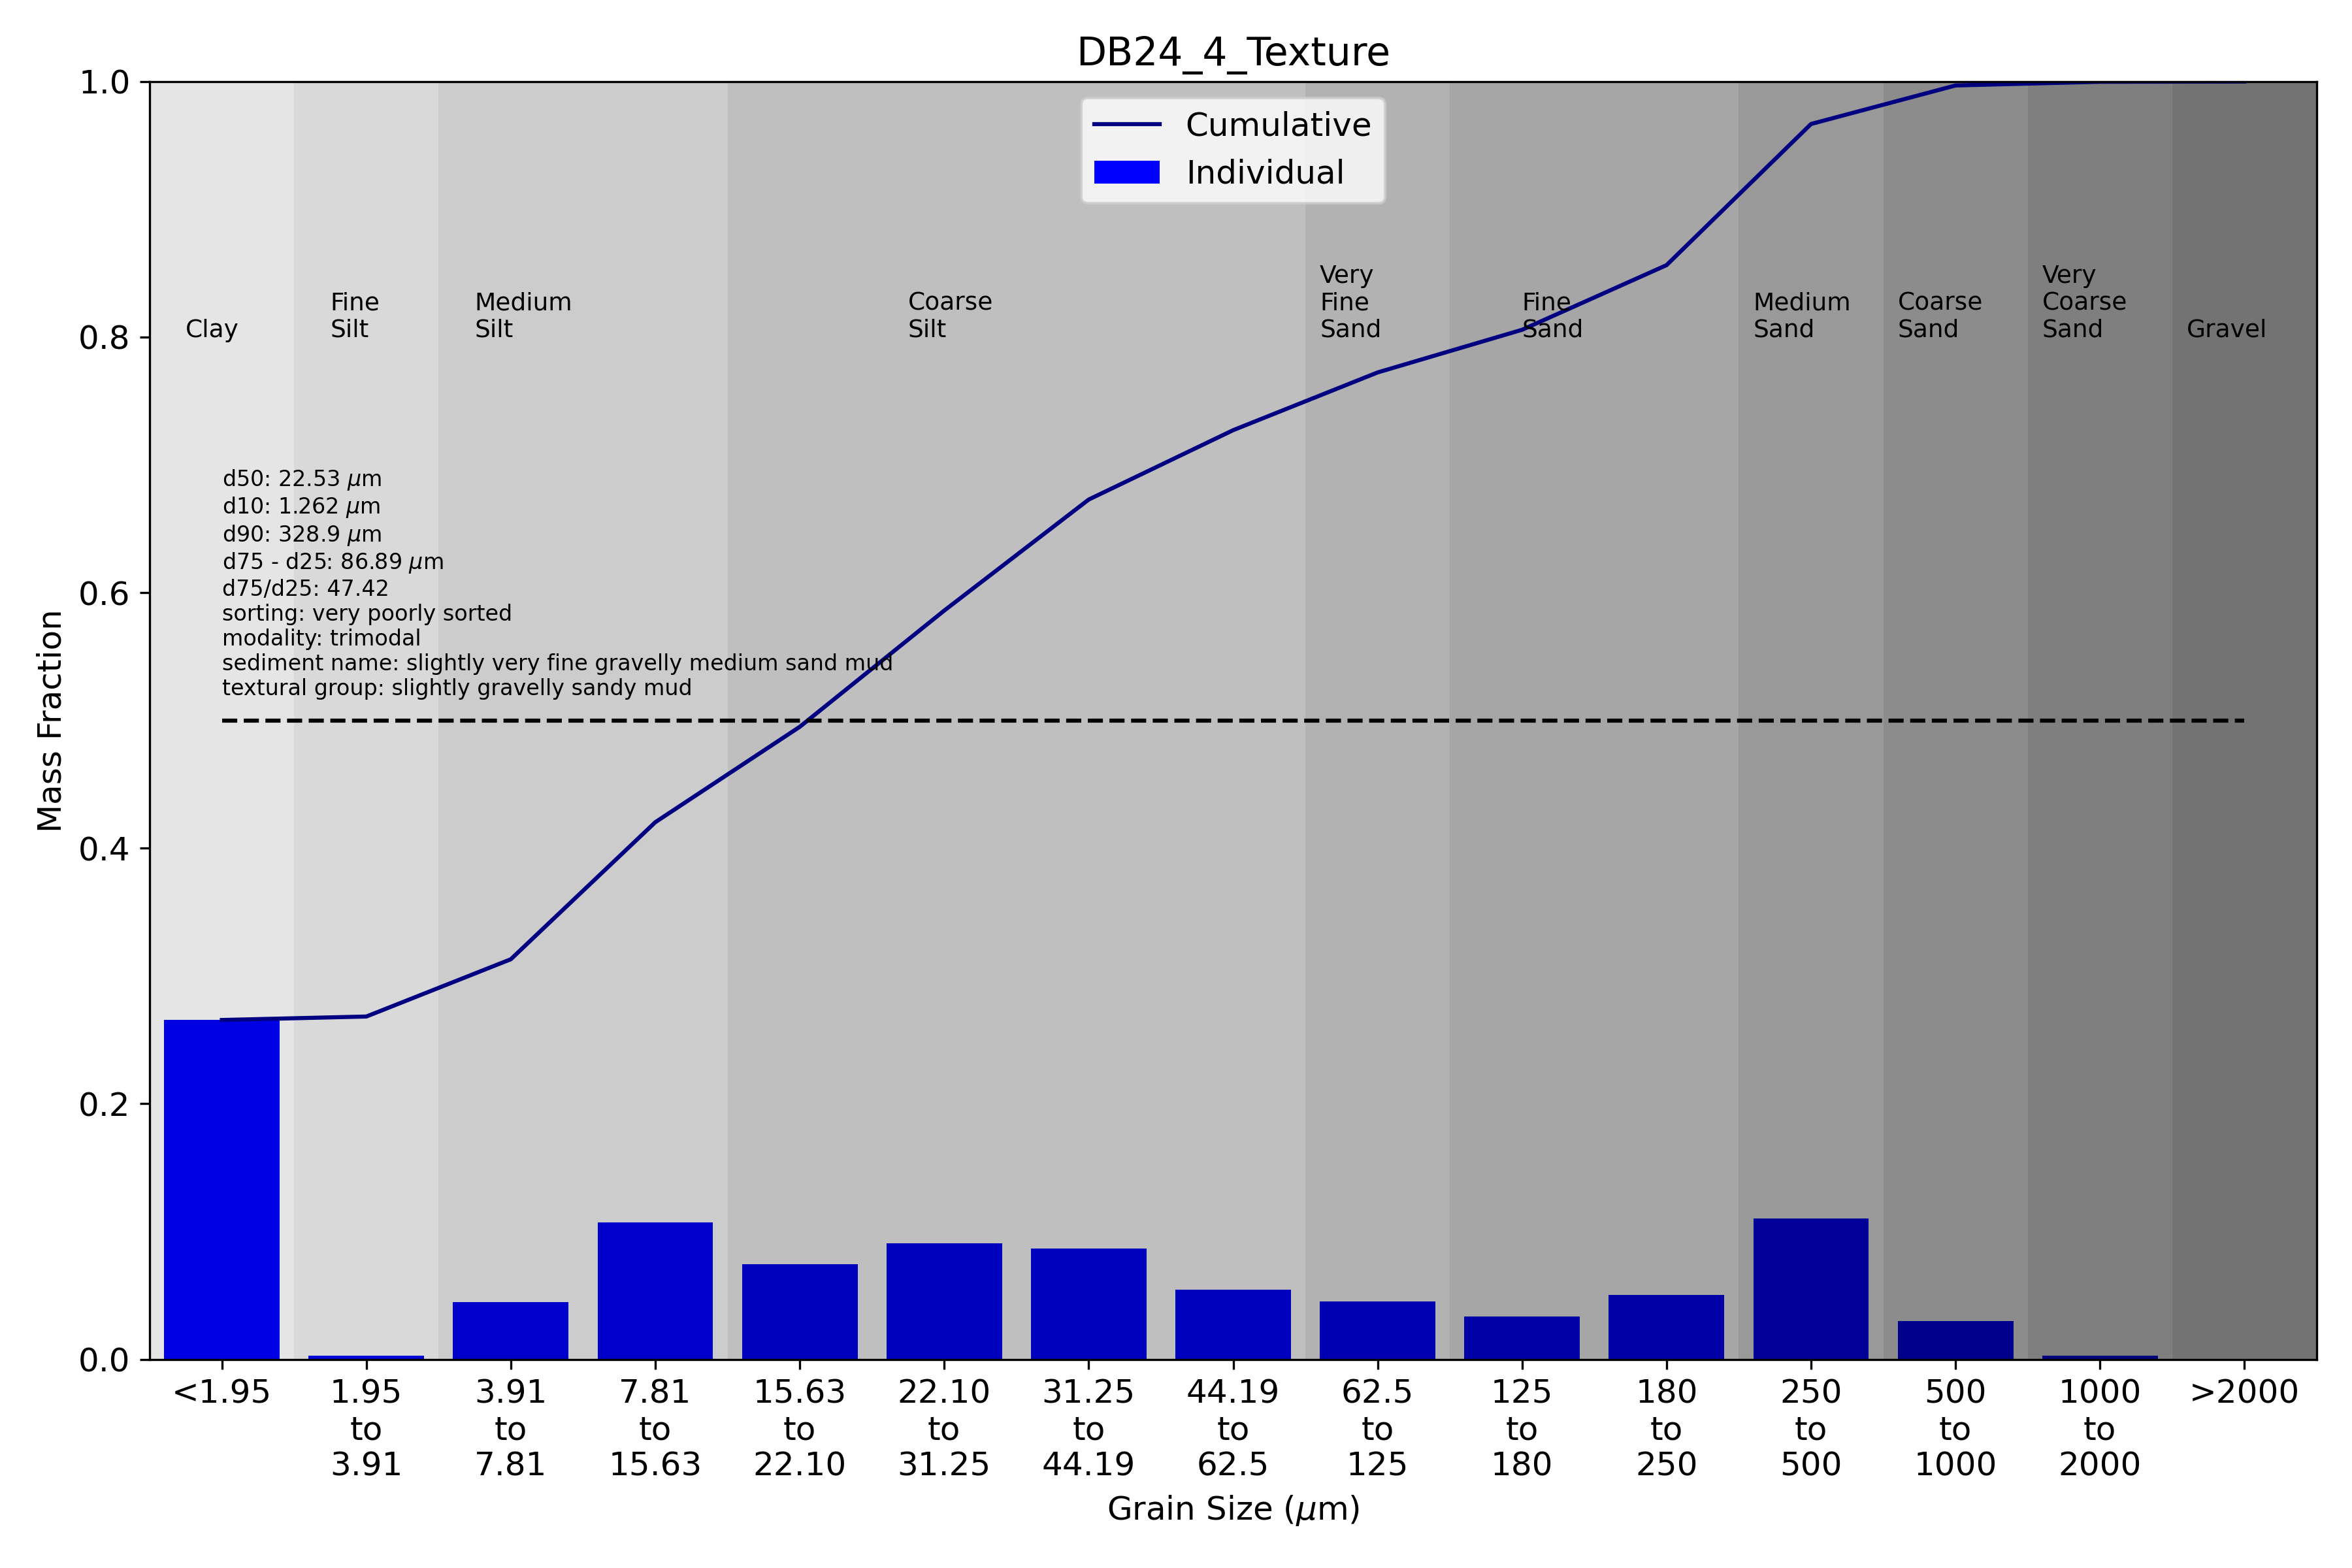 DB24_4_Texture
1.0
0.8
0.6
0.4
0.2
0.0
Mass Fraction
Cumulative
Individual
Clay
Fine
Silt
Medium
Silt
Coarse
Silt
Very
Fine
Sand
Fine
Sand
Medium
Sand
Coarse
Sand
Very
Coarse
Sand
Gravel
d50: 22.53 μm
d10: 1.262 μm
d90: 328.9 μm
d75 - d25: 86.89 μm
d75/d25: 47.42
sorting: very poorly sorted
modality: trimodal
sediment name: slightly very fine gravelly medium sand mud
textural group: slightly gravelly sandy mud
<1.95
1.95
to
3.91
3.91
to
7.81
7.81
to
15.63
15.63
to
22.10
22.10
to
31.25
31.25
to
44.19
44.19
to
62.5
62.5
to
125
125
to
180
180
to
250
250
to
500
500
to
1000
1000
to
2000
>2000
Grain Size (μm)